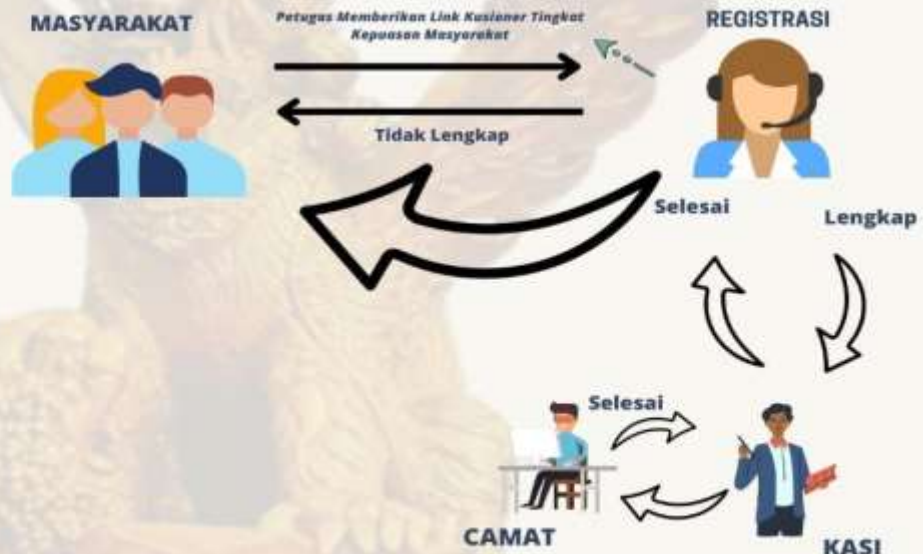 MASYARAKAT
Petugas Memberikan Link Kusioner Tingkat
Kepuasan Masyarakat
REGISTRASI
Tidak Lengkap
Selesai
Lengkap
Selesai
CAMAT
KASI